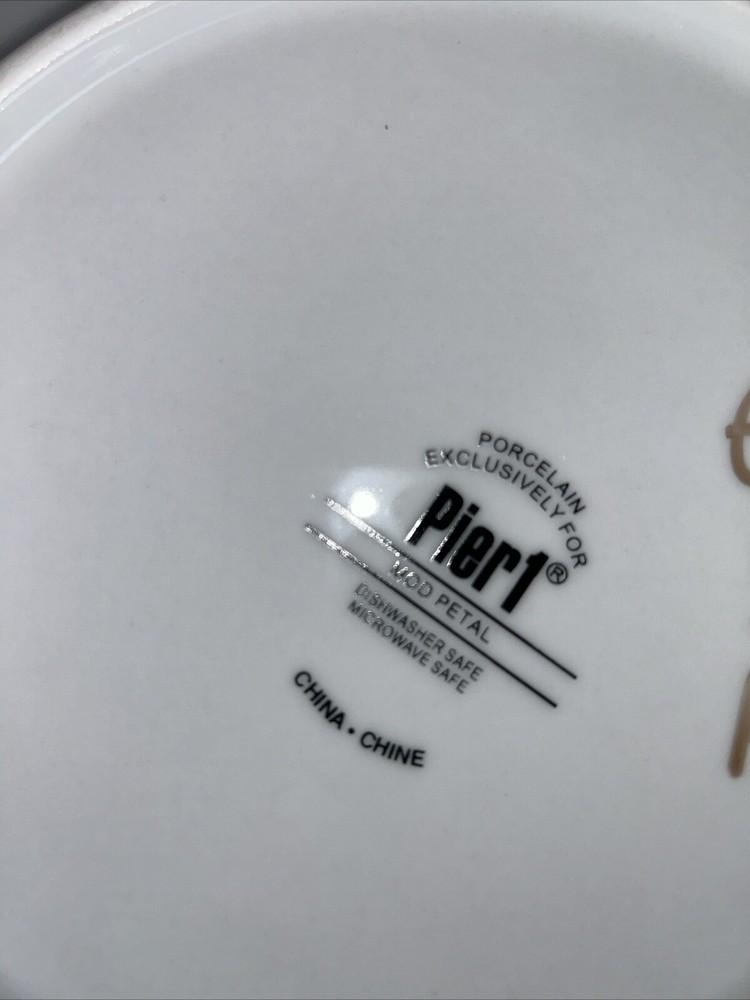 PORCELAIN
EXCLUSIVELY FOR
Pier1®
MOD PETAL
DISHWASHER SAFE
MICROWAVE SAFE
CHINA • CHINE